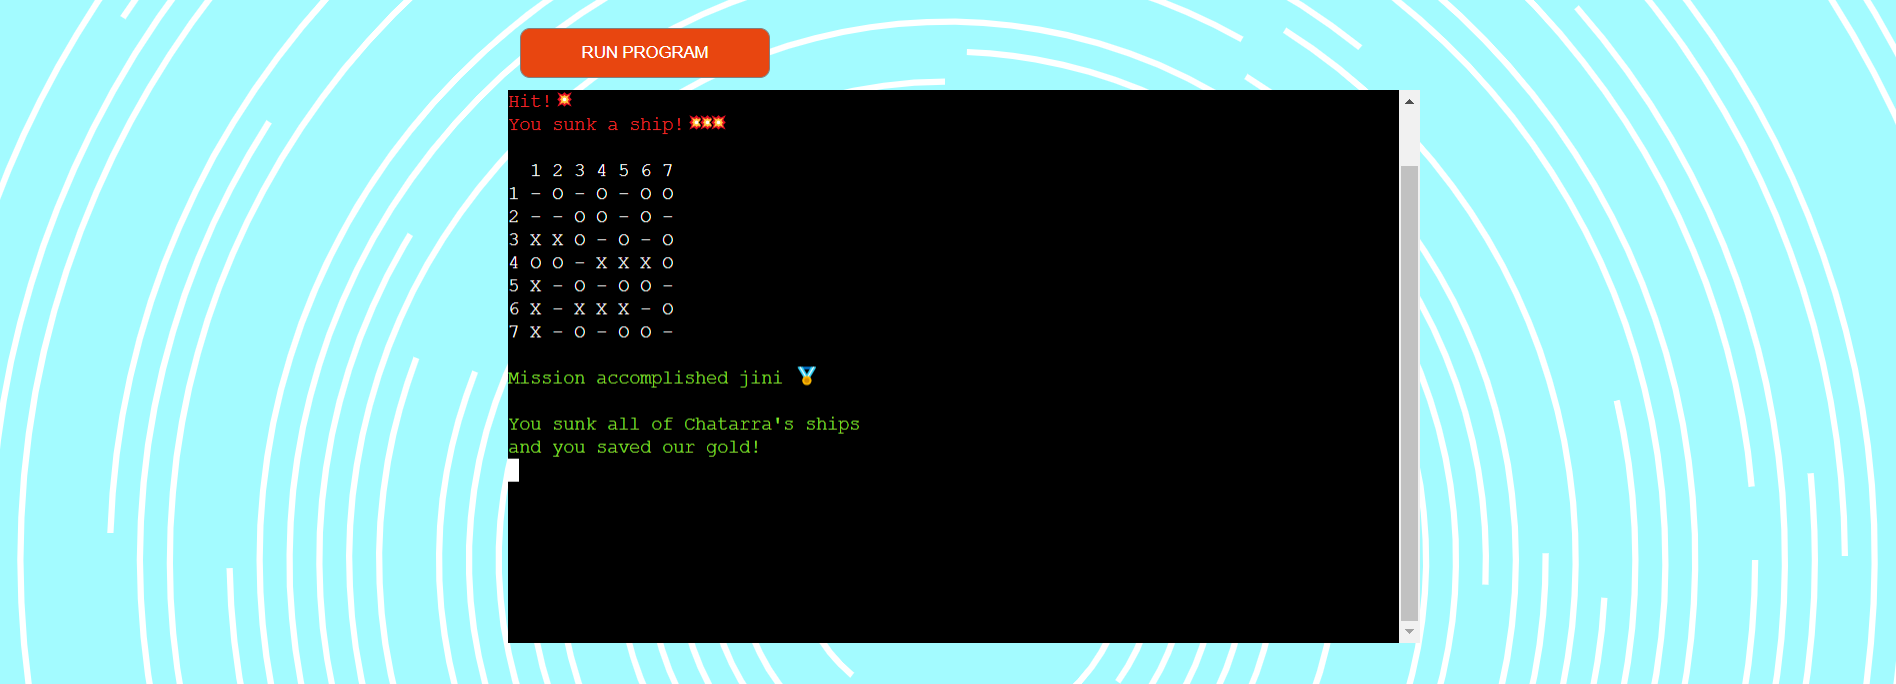 RUN PROGRAM
Hit!💥
You sunk a ship!💥💥💥
  1 2 3 4 5 6 7
1 - O - O - O O
2 - - O O - O -
3 X X O - O - O
4 O O - X X X O
5 X - O - O O -
6 X - X X X - O
7 X - O - O O -
Mission accomplished jini 🏅
You sunk all of Chatarra's ships
and you saved our gold!